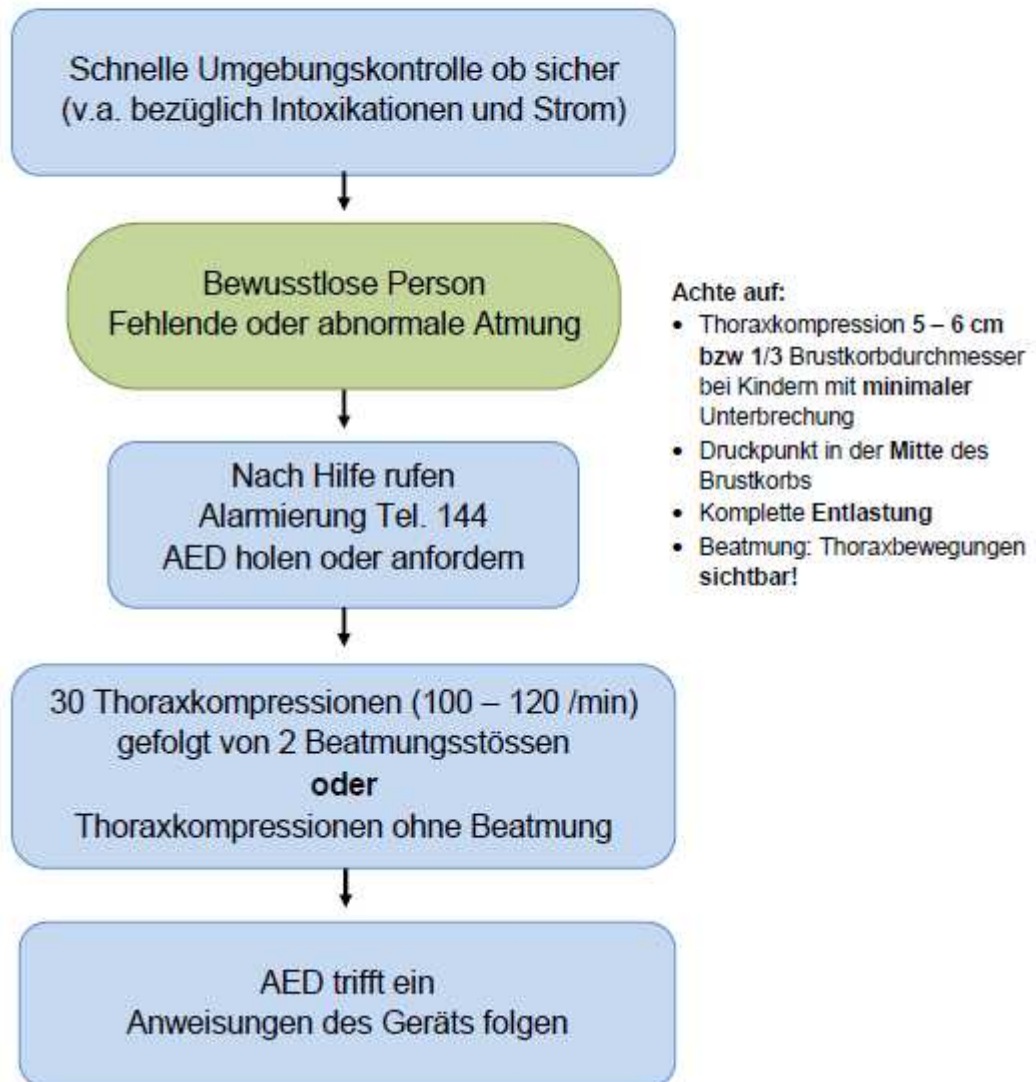 Schnelle Umgebungskontrolle ob sicher
(v.a. bezüglich Intoxikationen und Strom)
Bewusstlose Person
Fehlende oder abnormale Atmung
Nach Hilfe rufen
Alarmierung Tel. 144
AED holen oder anfordern
Achte auf:
• Thoraxkompression 5 – 6 cm
bzw 1/3 Brustkorbdurchmesser
bei Kindern mit minimaler
Unterbrechung
• Druckpunkt in der Mitte des
Brustkorbs
• Komplette Entlastung
• Beatmung: Thoraxbewegungen
sichtbar!
30 Thoraxkompressionen (100 – 120 /min)
gefolgt von 2 Beatmungsstössen
oder
Thoraxkompressionen ohne Beatmung
AED trifft ein
Anweisungen des Geräts folgen